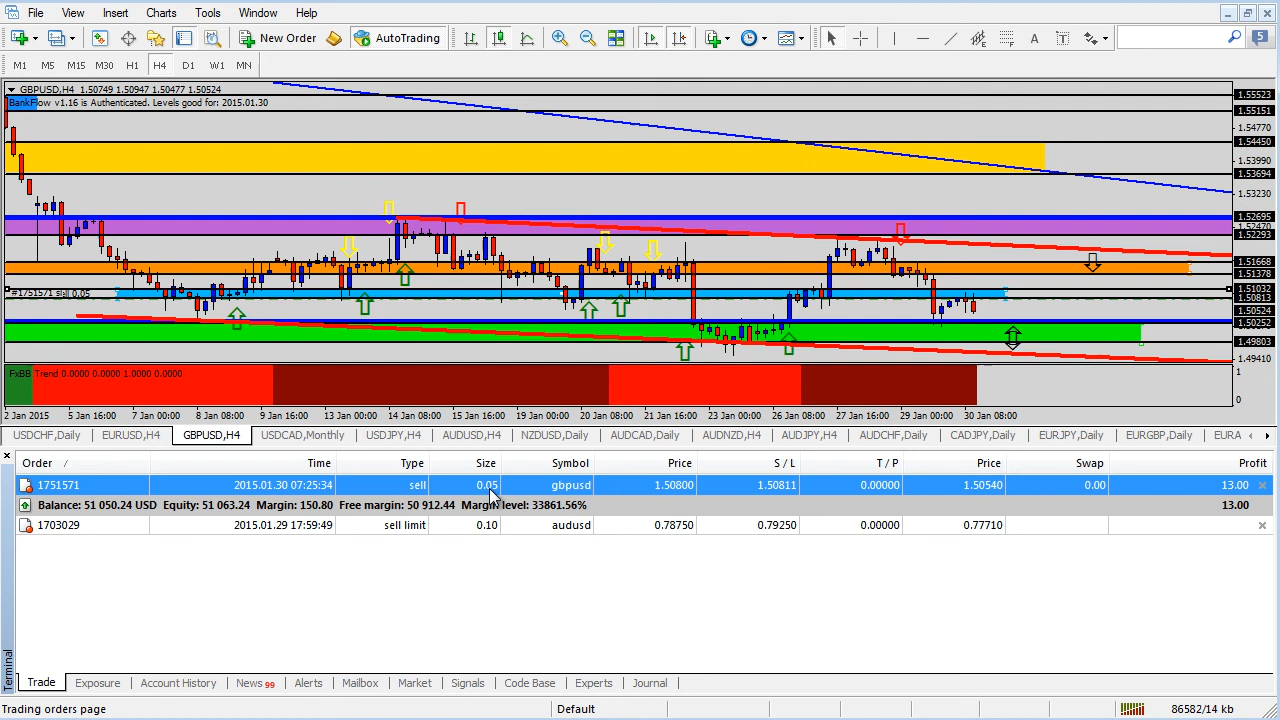 File View Insert Charts Tools Window Help
New Order AutoTrading 5
M1 M5 M15 M30 H1 H4 D1 W1 MN
GBPUSD,H4 1.50749 1.50947 1.50477 1.50524
BankFlow v1.16 is Authenticated. Levels good for: 2015.01.30
1.55523
1.55151
1.54770
1.54450
1.53990
1.53694
1.53230
1.52695
1.52470
1.52293
1.51668
1.51378
1.51032
#1751571 sell 0.05
1.50813
1.50524
1.50252
1.49803
1.49410
FxBB Trend 0.0000 0.0000 1.0000 0.0000
1
0
2 Jan 2015 5 Jan 16:00 7 Jan 00:00 8 Jan 08:00 9 Jan 16:00 13 Jan 00:00 14 Jan 08:00 15 Jan 16:00 19 Jan 00:00 20 Jan 08:00 21 Jan 16:00 23 Jan 00:00 26 Jan 08:00 27 Jan 16:00 29 Jan 00:00 30 Jan 08:00
USDCHF,Daily EURUSD,H4 GBPUSD,H4 USDCAD,Monthly USDJPY,H4 AUDUSD,H4 NZDUSD,Daily AUDCAD,Daily AUDNZD,H4 AUDJPY,H4 AUDCHF,Daily CADJPY,Daily EURJPY,Daily EURGBP,Daily EURA
Order / Time Type Size Symbol Price S / L T / P Price Swap Profit
1751571 2015.01.30 07:25:34 sell 0.05 gbpusd 1.50800 1.50811 0.00000 1.50540 0.00 13.00
Balance: 51 050.24 USD Equity: 51 063.24 Margin: 150.80 Free margin: 50 912.44 Margin level: 33861.56% 13.00
1703029 2015.01.29 17:59:49 sell limit 0.10 audusd 0.78750 0.79250 0.00000 0.77710
Terminal
Trade Exposure Account History News 99 Alerts Mailbox Market Signals Code Base Experts Journal
Trading orders page Default 86582/14 kb